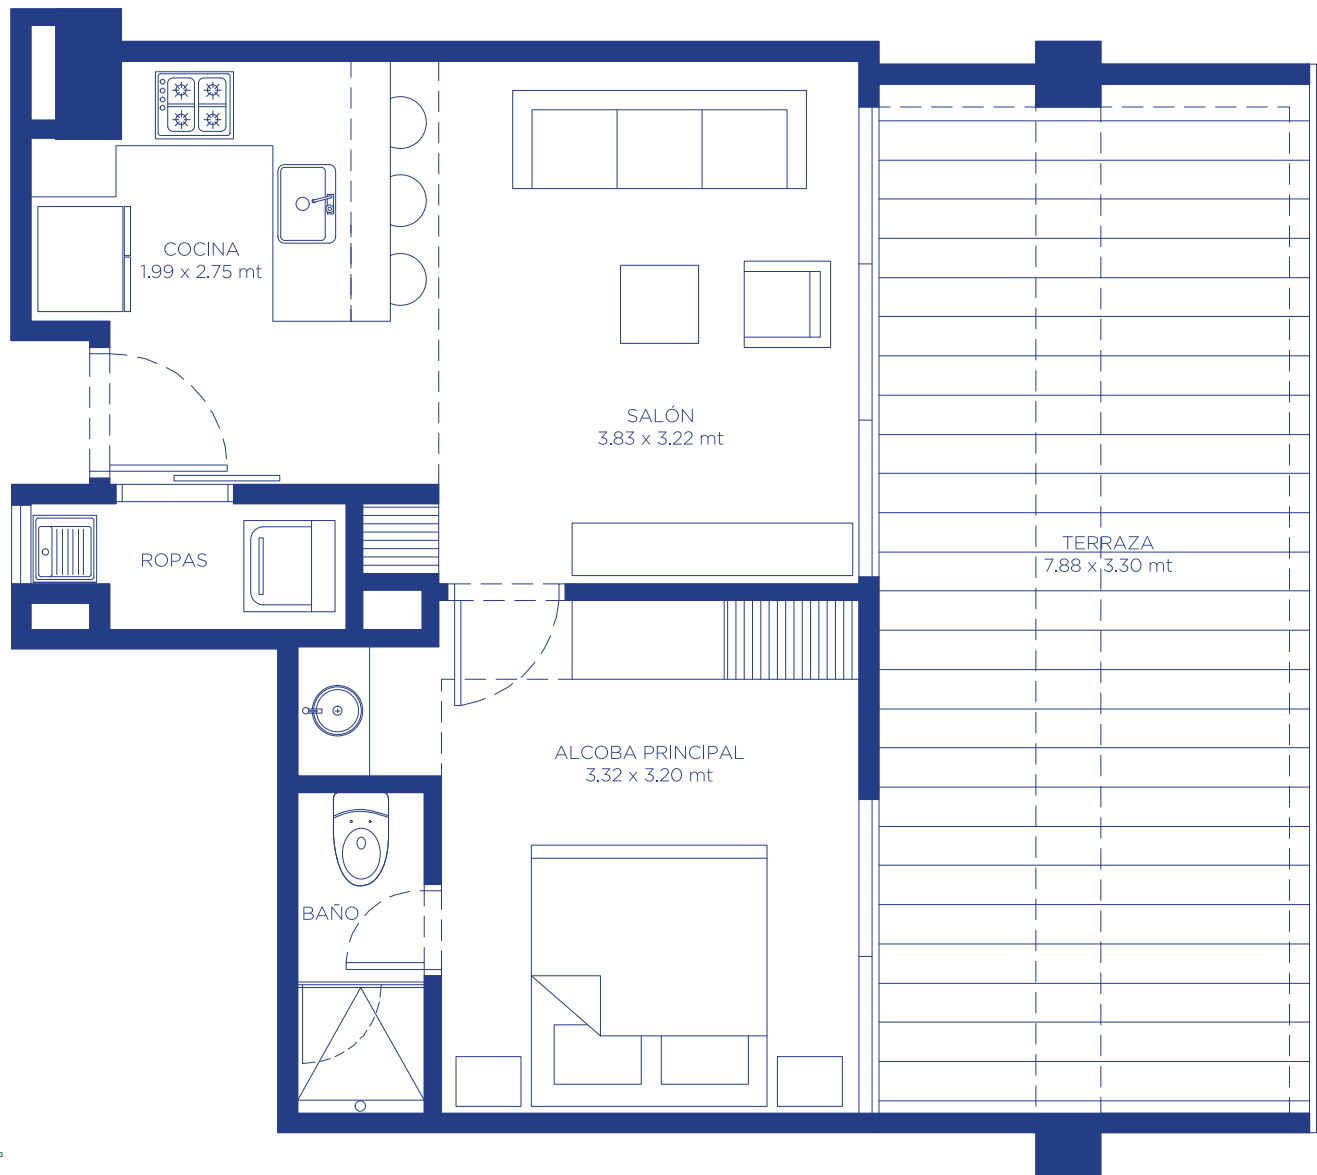 COCINA
1.99 x 2.75 mt
SALÓN
3.83 x 3.22 mt
ROPAS
TERRAZA
7.88 x 3.30 mt
ALCOBA PRINCIPAL
3.32 x 3.20 mt
BAÑO